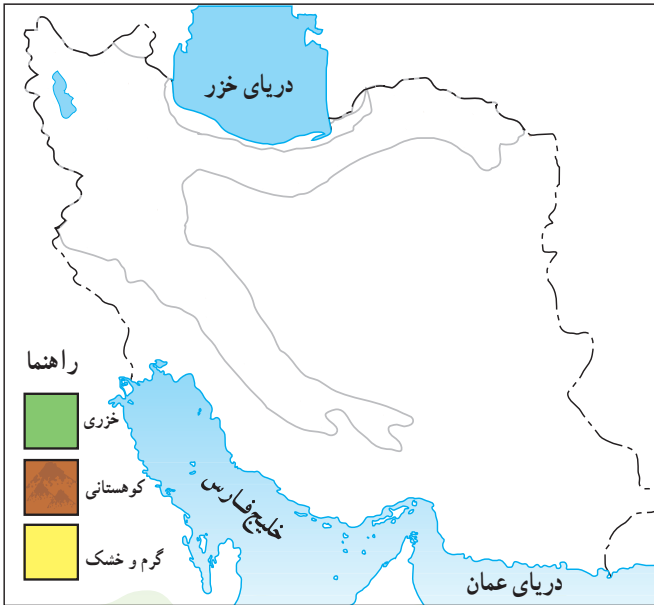 دریای خزر
راهنما
خزری
کوهستانی
گرم و خشک
خلیج فارس
دریای عمان